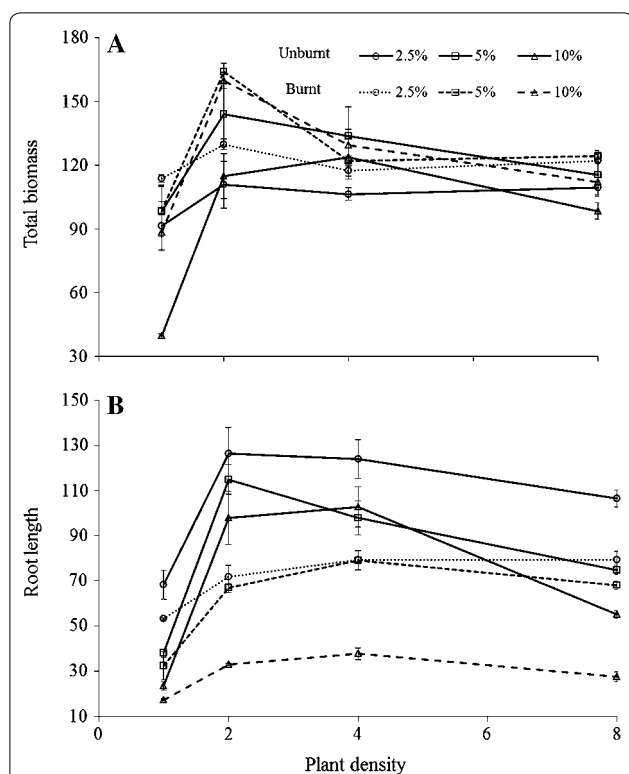 A
Unburnt 2.5% 5% 10%
Burnt 2.5% 5% 10%
180
150
120
90
60
30
Total biomass
B
150
130
110
90
70
50
30
10
Root length
0 2 4 6 8
Plant density